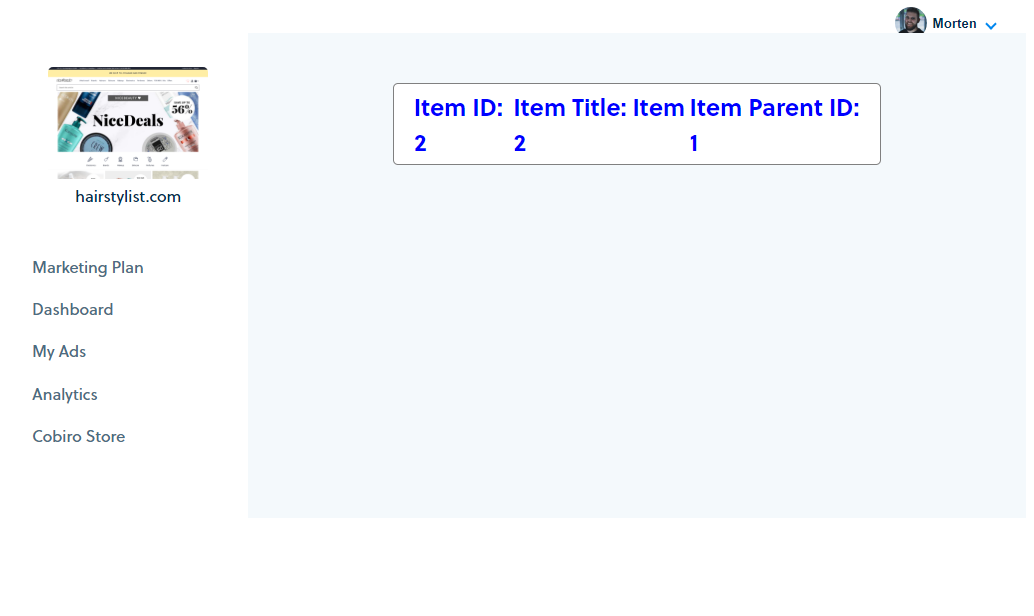 Morten
NiceDeals
56%
hairstylist.com
Item ID: Item Title: Item Item Parent ID:
2 2 1
Marketing Plan
Dashboard
My Ads
Analytics
Cobiro Store